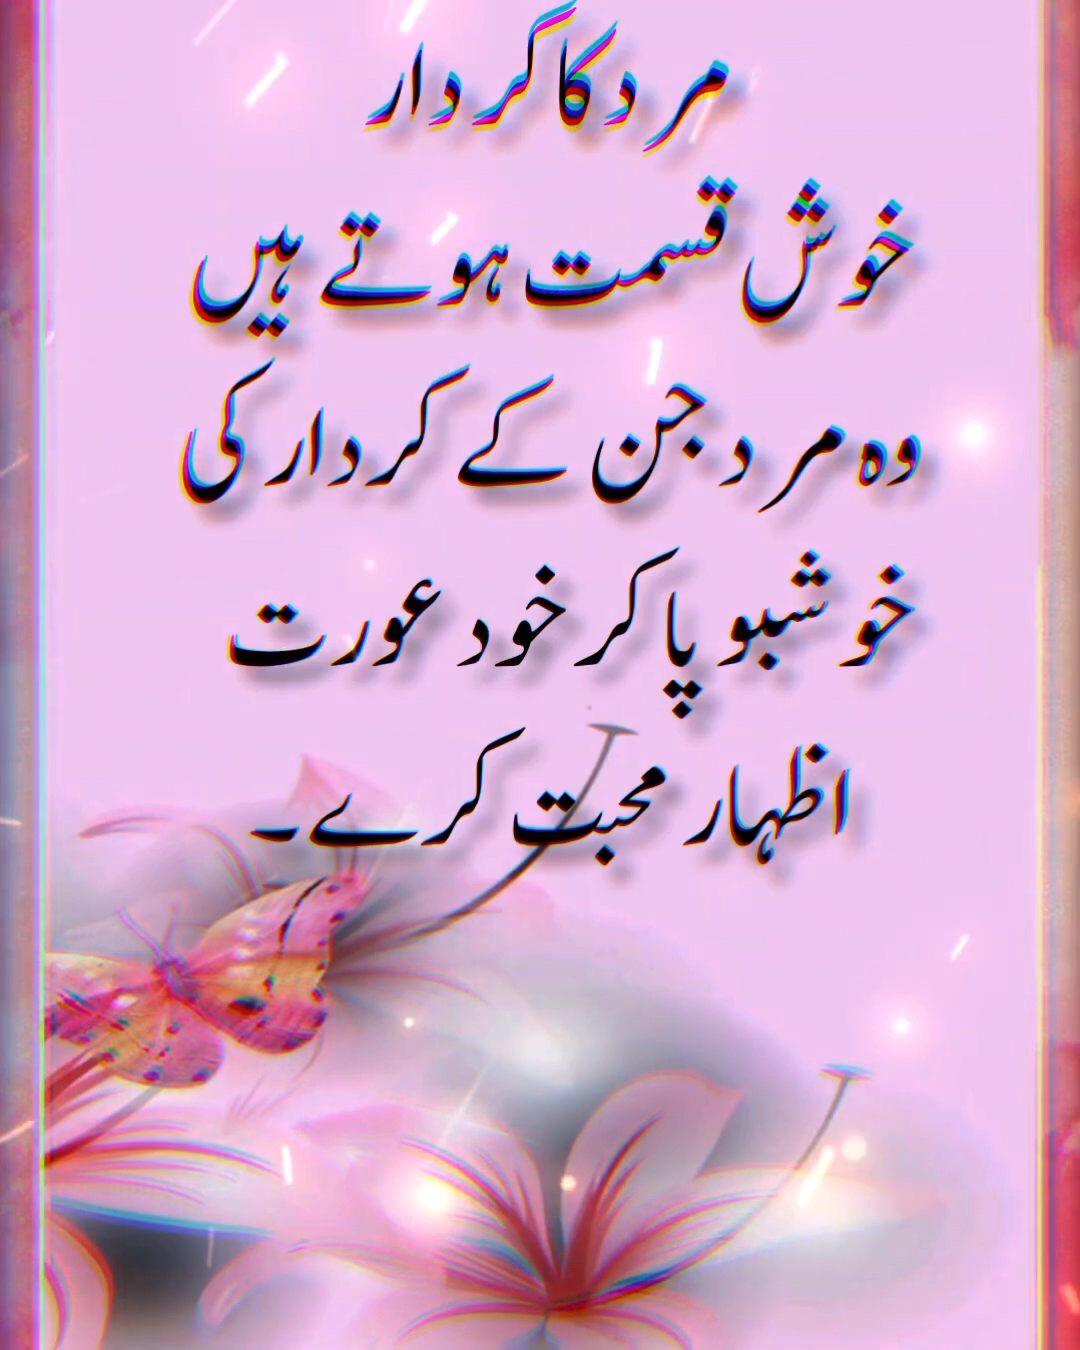 مرد کا گردار
خوش قسمت ہوتے ہیں
وہ مرد جن کے کردار کی
خوشبو پا کر خود عورت
اظہار محبت کرے۔